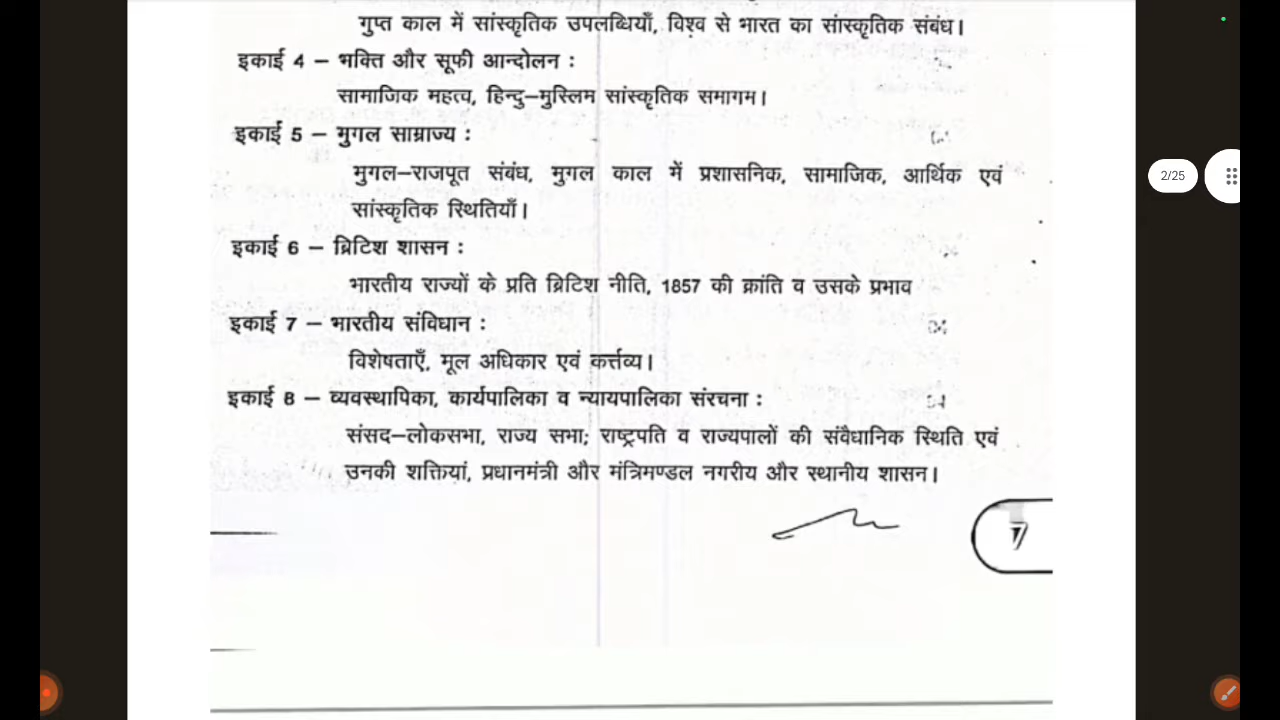 गुप्त काल में सांस्कृतिक उपलब्धियाँ, विश्व से भारत का सांस्कृतिक संबंध।
इकाई 4 – भक्ति और सूफी आन्दोलन :
सामाजिक महत्व, हिन्दु–मुस्लिम सांस्कृतिक समागम।
इकाई 5 – मुगल साम्राज्य :
मुगल–राजपूत संबंध, मुगल काल में प्रशासनिक, सामाजिक, आर्थिक एवं
सांस्कृतिक स्थितियाँ।
2/25
इकाई 6 – ब्रिटिश शासन :
भारतीय राज्यों के प्रति ब्रिटिश नीति, 1857 की क्रांति व उसके प्रभाव
इकाई 7 – भारतीय संविधान :
विशेषताएँ, मूल अधिकार एवं कर्त्तव्य।
इकाई 8 – व्यवस्थापिका, कार्यपालिका व न्यायपालिका संरचना :
संसद–लोकसभा, राज्य सभा; राष्ट्रपति व राज्यपालों की संवैधानिक स्थिति एवं
उनकी शक्तियां, प्रधानमंत्री और मंत्रिमण्डल नगरीय और स्थानीय शासन।
7